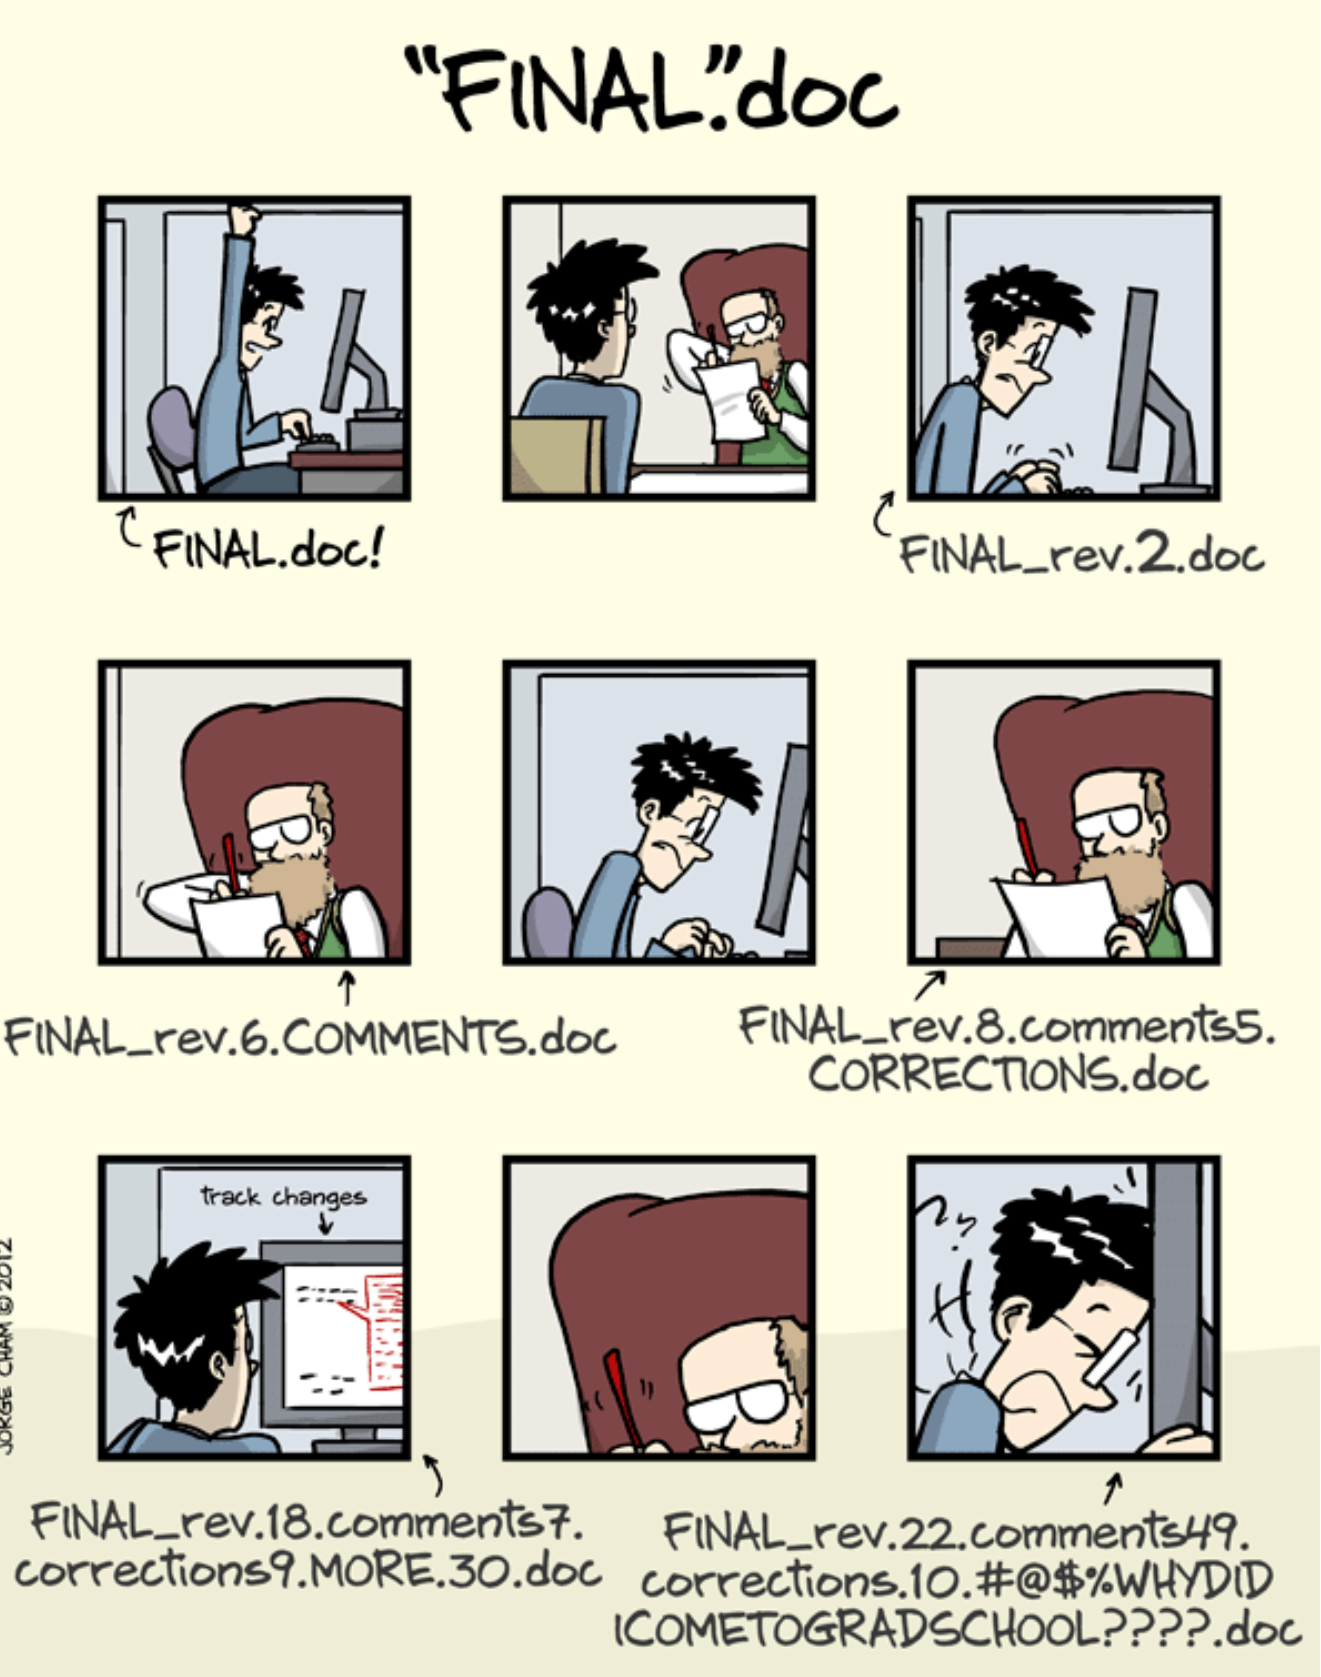 "FINAL".doc
FINAL.doc!
FINAL_rev.2.doc
FINAL_rev.6.COMMENTS.doc
FINAL_rev.8.comments5.
CORRECTIONS.doc
track changes
JORGE CHAM © 2012
FINAL_rev.18.comments7.
corrections9.MORE.30.doc
FINAL_rev.22.comments49.
corrections.10.#@$%WHYDID
ICOMETOGRADSCHOOL????.doc